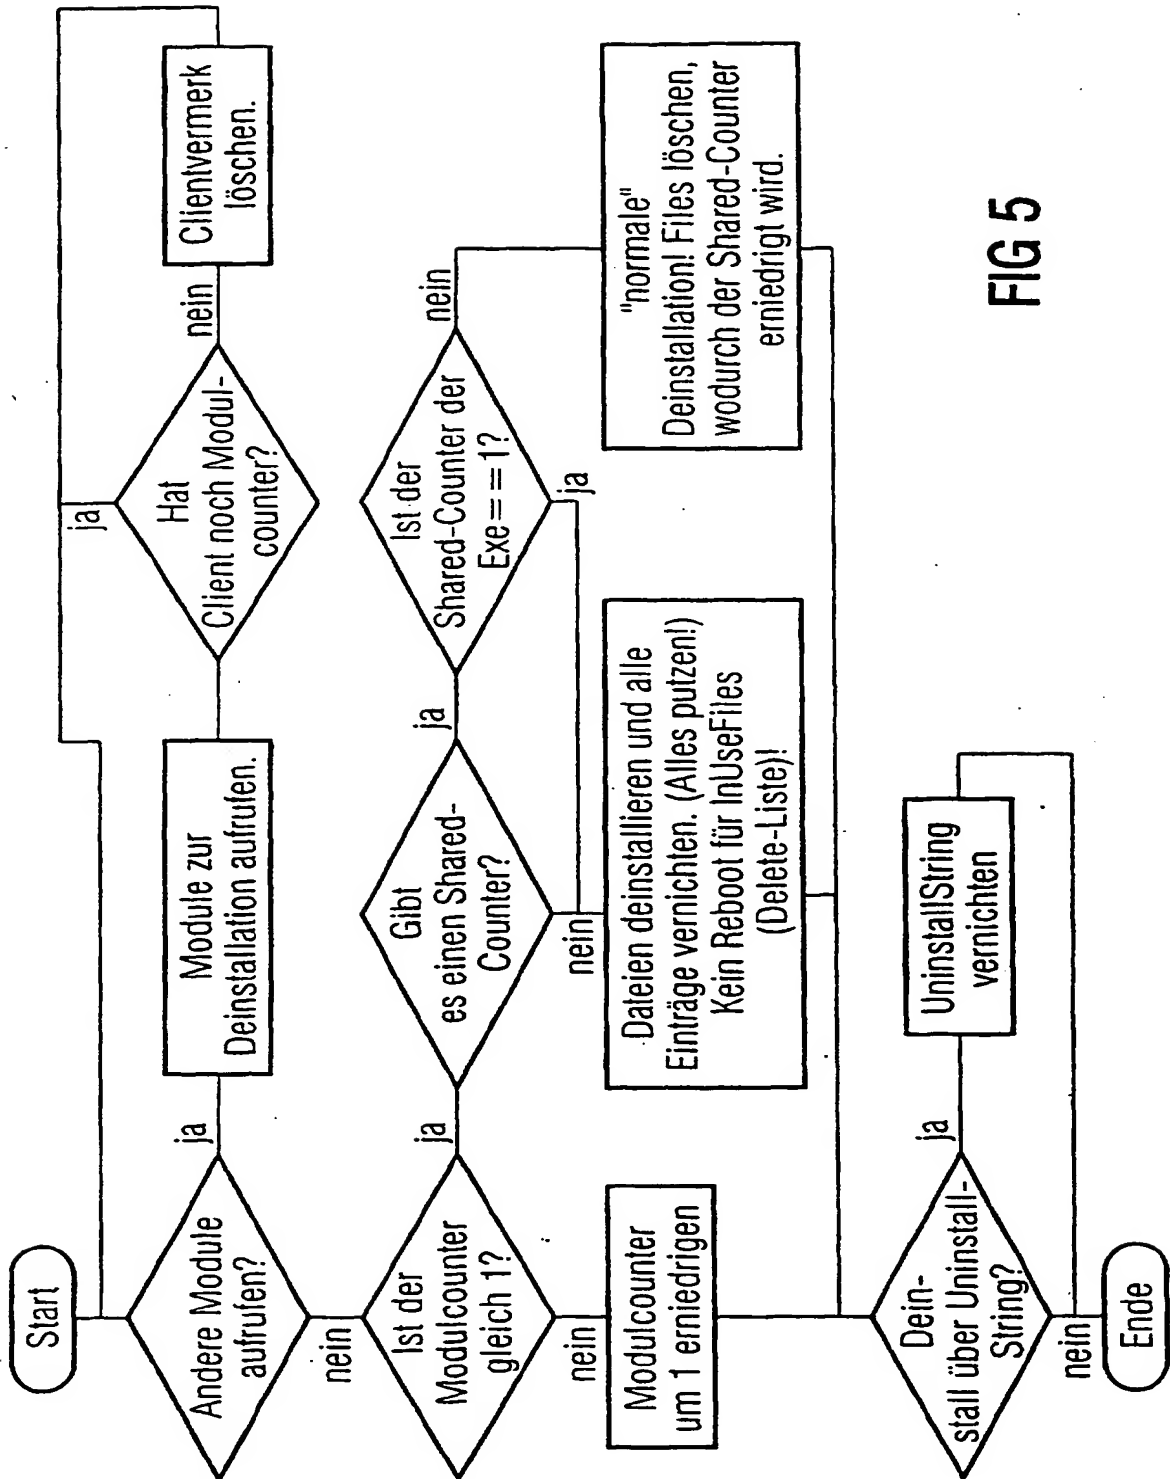 Start
Andere Module
aufrufen?
ja
Module zur
Deinstallation aufrufen.
Hat
Client noch Modul-
counter?
ja
nein
Clientvermerk
löschen.
nein
Ist der
Modulcounter
gleich 1?
ja
Gibt
es einen Shared-
Counter?
ja
Ist der
Shared-Counter der
Exe==1?
nein
nein
Modulcounter
um 1 erniedrigen
nein
ja
Dateien deinstallieren und alle
Einträge vernichten. (Alles putzen!)
Kein Reboot für InUseFiles
(Delete-Liste)!
"normale"
Deinstallation! Files löschen,
wodurch der Shared-Counter
erniedrigt wird.
Dein-
stall über Uninstall-
String?
ja
UninstallString
vernichten
nein
Ende
FIG 5